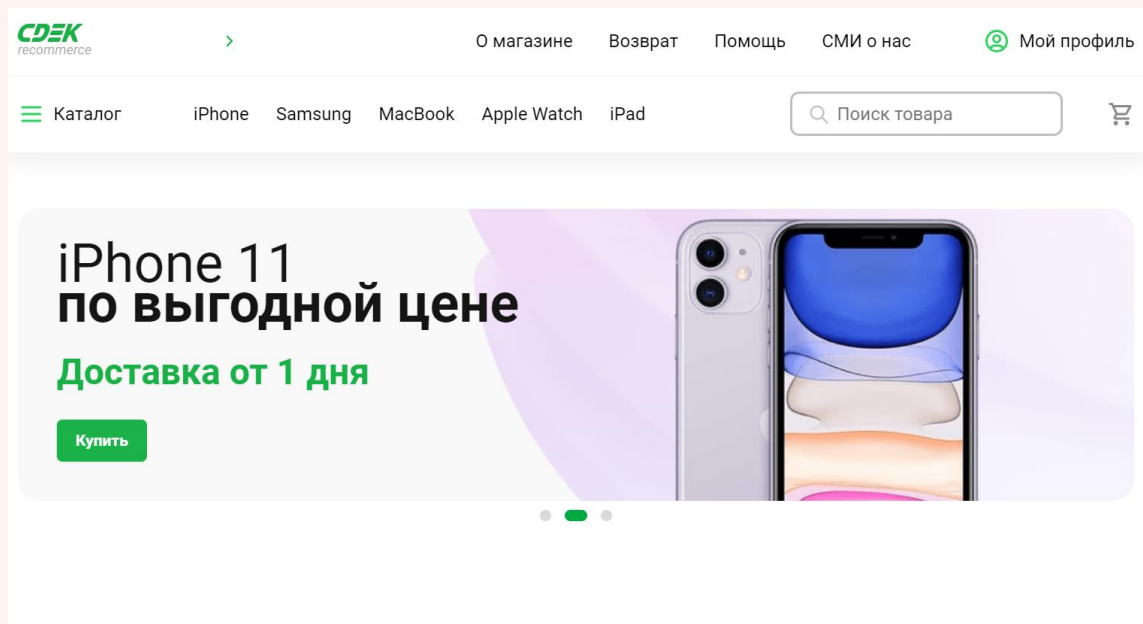 CDEK
recommerce
О магазине Возврат Помощь СМИ о нас Мой профиль
Каталог iPhone Samsung MacBook Apple Watch iPad Поиск товара
iPhone 11
по выгодной цене
Доставка от 1 дня
Купить